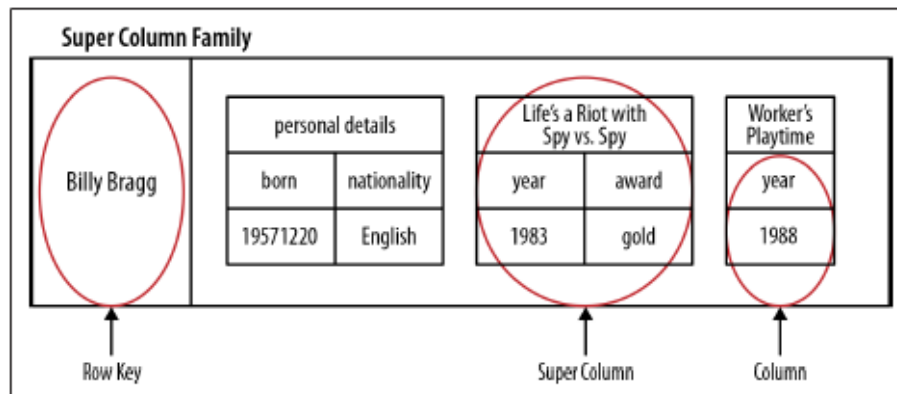 Super Column Family
Billy Bragg
personal details
born nationality
19571220 English
Life's a Riot with
Spy vs. Spy
year award
1983 gold
Worker's
Playtime
year
1988
Row Key
Super Column
Column